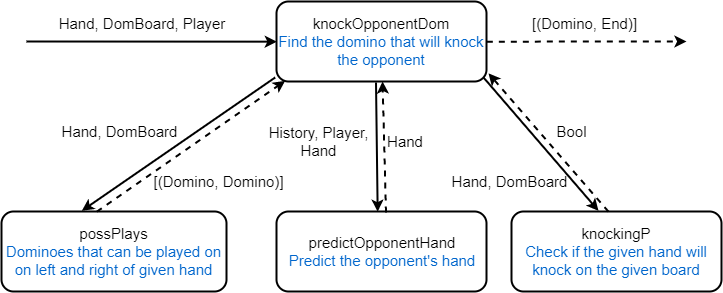 Hand, DomBoard, Player
knockOpponentDom
Find the domino that will knock
the opponent
[(Domino, End)]
Hand, DomBoard
[(Domino, Domino)]
History, Player,
Hand
Hand
Bool
Hand, DomBoard
possPlays
Dominoes that can be played on
on left and right of given hand
predictOpponentHand
Predict the opponent's hand
knockingP
Check if the given hand will
knock on the given board